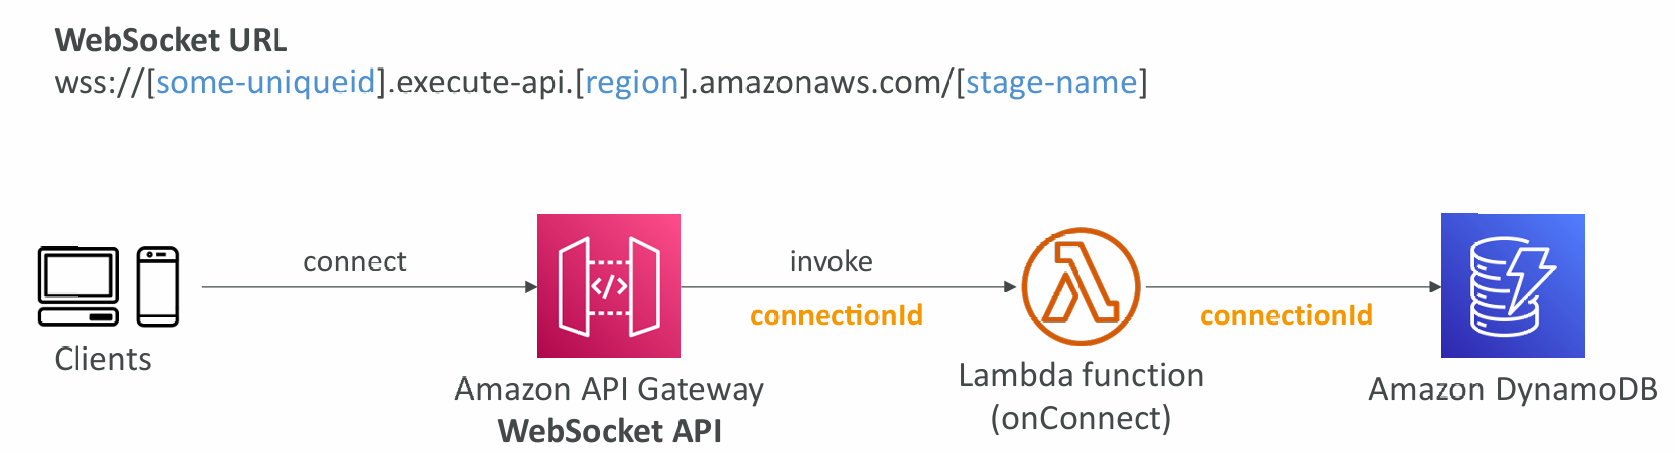 WebSocket URL
wss://[some-uniqueid].execute-api.[region].amazonaws.com/[stage-name]
connect
invoke
connectionId
connectionId
</>
Clients
Amazon API Gateway
WebSocket API
Lambda function
(onConnect)
Amazon DynamoDB